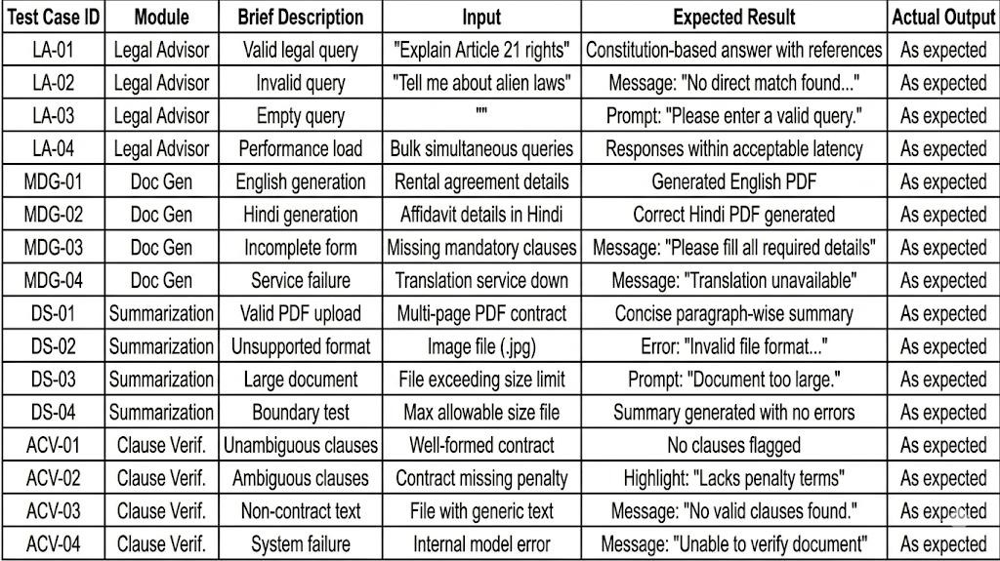 Test Case ID Module Brief Description Input Expected Result Actual Output
LA-01 Legal Advisor Valid legal query "Explain Article 21 rights" Constitution-based answer with references As expected
LA-02 Legal Advisor Invalid query "Tell me about alien laws" Message: "No direct match found..." As expected
LA-03 Legal Advisor Empty query "" Prompt: "Please enter a valid query." As expected
LA-04 Legal Advisor Performance load Bulk simultaneous queries Responses within acceptable latency As expected
MDG-01 Doc Gen English generation Rental agreement details Generated English PDF As expected
MDG-02 Doc Gen Hindi generation Affidavit details in Hindi Correct Hindi PDF generated As expected
MDG-03 Doc Gen Incomplete form Missing mandatory clauses Message: "Please fill all required details" As expected
MDG-04 Doc Gen Service failure Translation service down Message: "Translation unavailable" As expected
DS-01 Summarization Valid PDF upload Multi-page PDF contract Concise paragraph-wise summary As expected
DS-02 Summarization Unsupported format Image file (.jpg) Error: "Invalid file format..." As expected
DS-03 Summarization Large document File exceeding size limit Prompt: "Document too large." As expected
DS-04 Summarization Boundary test Max allowable size file Summary generated with no errors As expected
ACV-01 Clause Verif. Unambiguous clauses Well-formed contract No clauses flagged As expected
ACV-02 Clause Verif. Ambiguous clauses Contract missing penalty Highlight: "Lacks penalty terms" As expected
ACV-03 Clause Verif. Non-contract text File with generic text Message: "No valid clauses found." As expected
ACV-04 Clause Verif. System failure Internal model error Message: "Unable to verify document" As expected